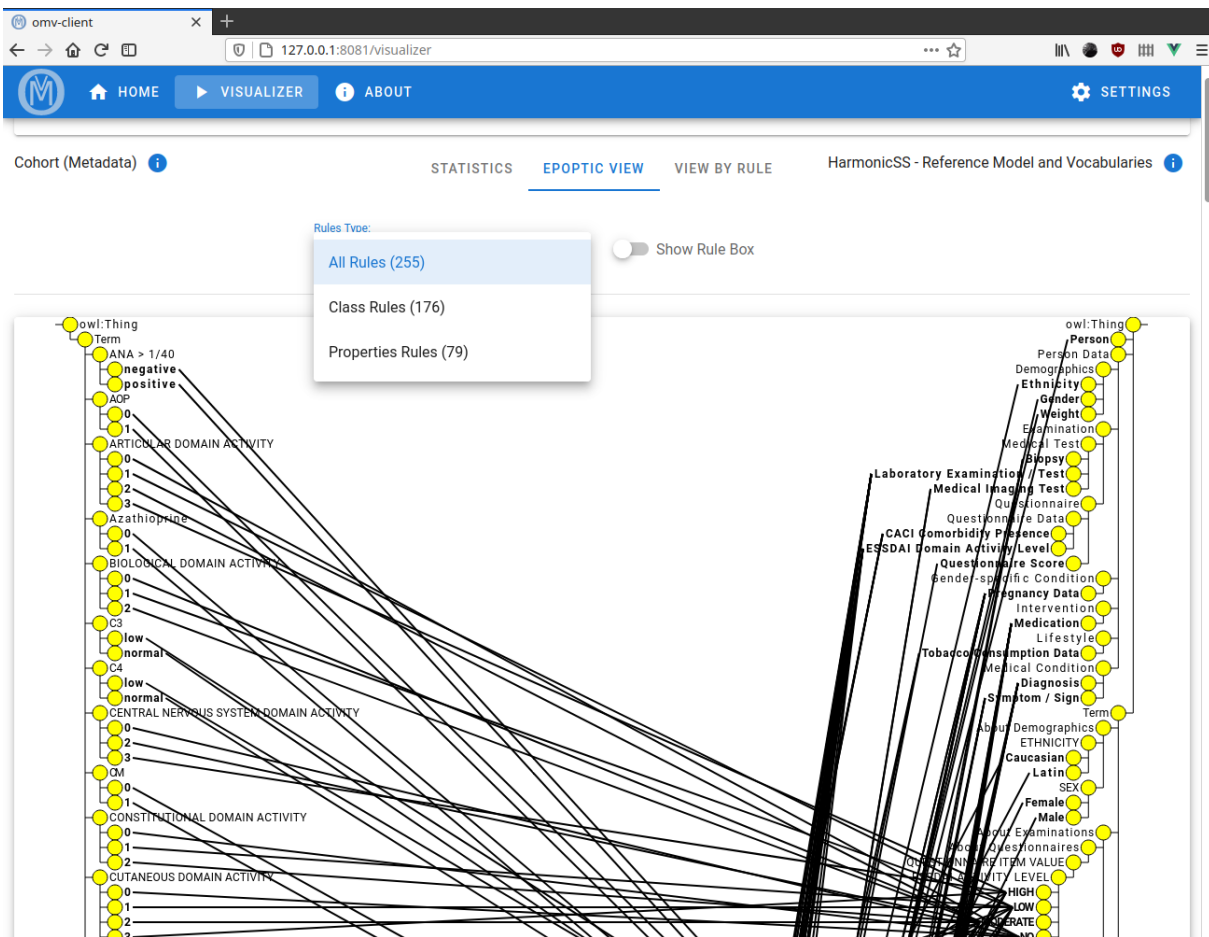 omv-client
127.0.0.1:8081/visualizer
HOME
VISUALIZER
ABOUT
SETTINGS
Cohort (Metadata)
STATISTICS
EPOPTIC VIEW
VIEW BY RULE
HarmonicSS - Reference Model and Vocabularies
Rules Type:
All Rules (255)
Class Rules (176)
Properties Rules (79)
Show Rule Box
owl:Thing
Term
ANA > 1/40
negative
positive
AOP
0
1
ARTICULAR DOMAIN ACTIVITY
0
1
2
3
Azathioprine
0
1
BIOLOGICAL DOMAIN ACTIVITY
0
1
2
C3
low
normal
C4
low
normal
CENTRAL NERVOUS SYSTEM DOMAIN ACTIVITY
0
2
3
CM
0
1
CONSTITUTIONAL DOMAIN ACTIVITY
0
1
2
CUTANEOUS DOMAIN ACTIVITY
0
1
2
3
owl:Thing
Person
Person Data
Demographics
Ethnicity
Gender
Weight
Examination
Medical Test
Biopsy
Laboratory Examination / Test
Medical Imaging Test
Questionnaire
Questionnaire Data
CACI Comorbidity Presence
ESSDAI Domain Activity Level
Questionnaire Score
Gender-specific Condition
Pregnancy Data
Intervention
Medication
Lifestyle
Tobacco Consumption Data
Medical Condition
Diagnosis
Symptom / Sign
Term
About Demographics
ETHNICITY
Caucasian
Latin
SEX
Female
Male
About Examinations
About Questionnaires
QUESTIONNAIRE ITEM VALUE
ACTIVITY LEVEL
HIGH
LOW
MODERATE
NO